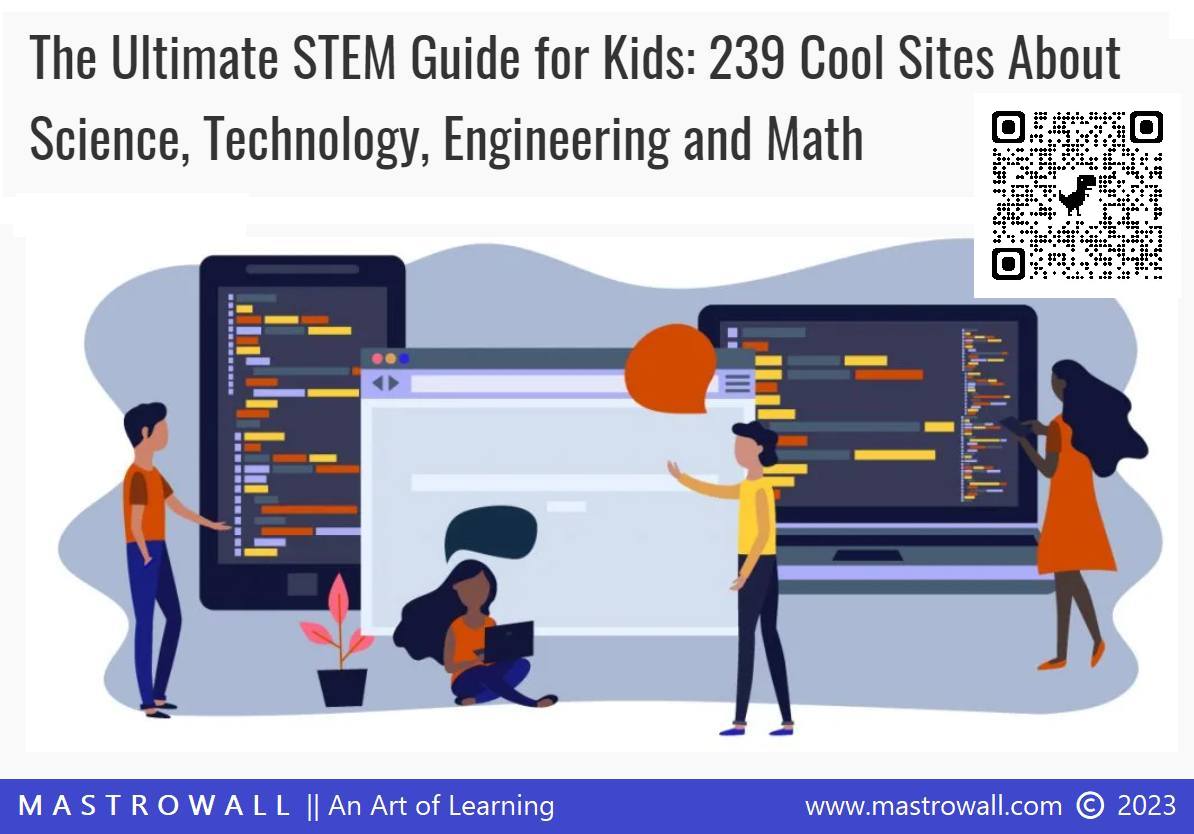 The Ultimate STEM Guide for Kids: 239 Cool Sites About
Science, Technology, Engineering and Math
MASTROWALL || An Art of Learning
www.mastrowall.com © 2023